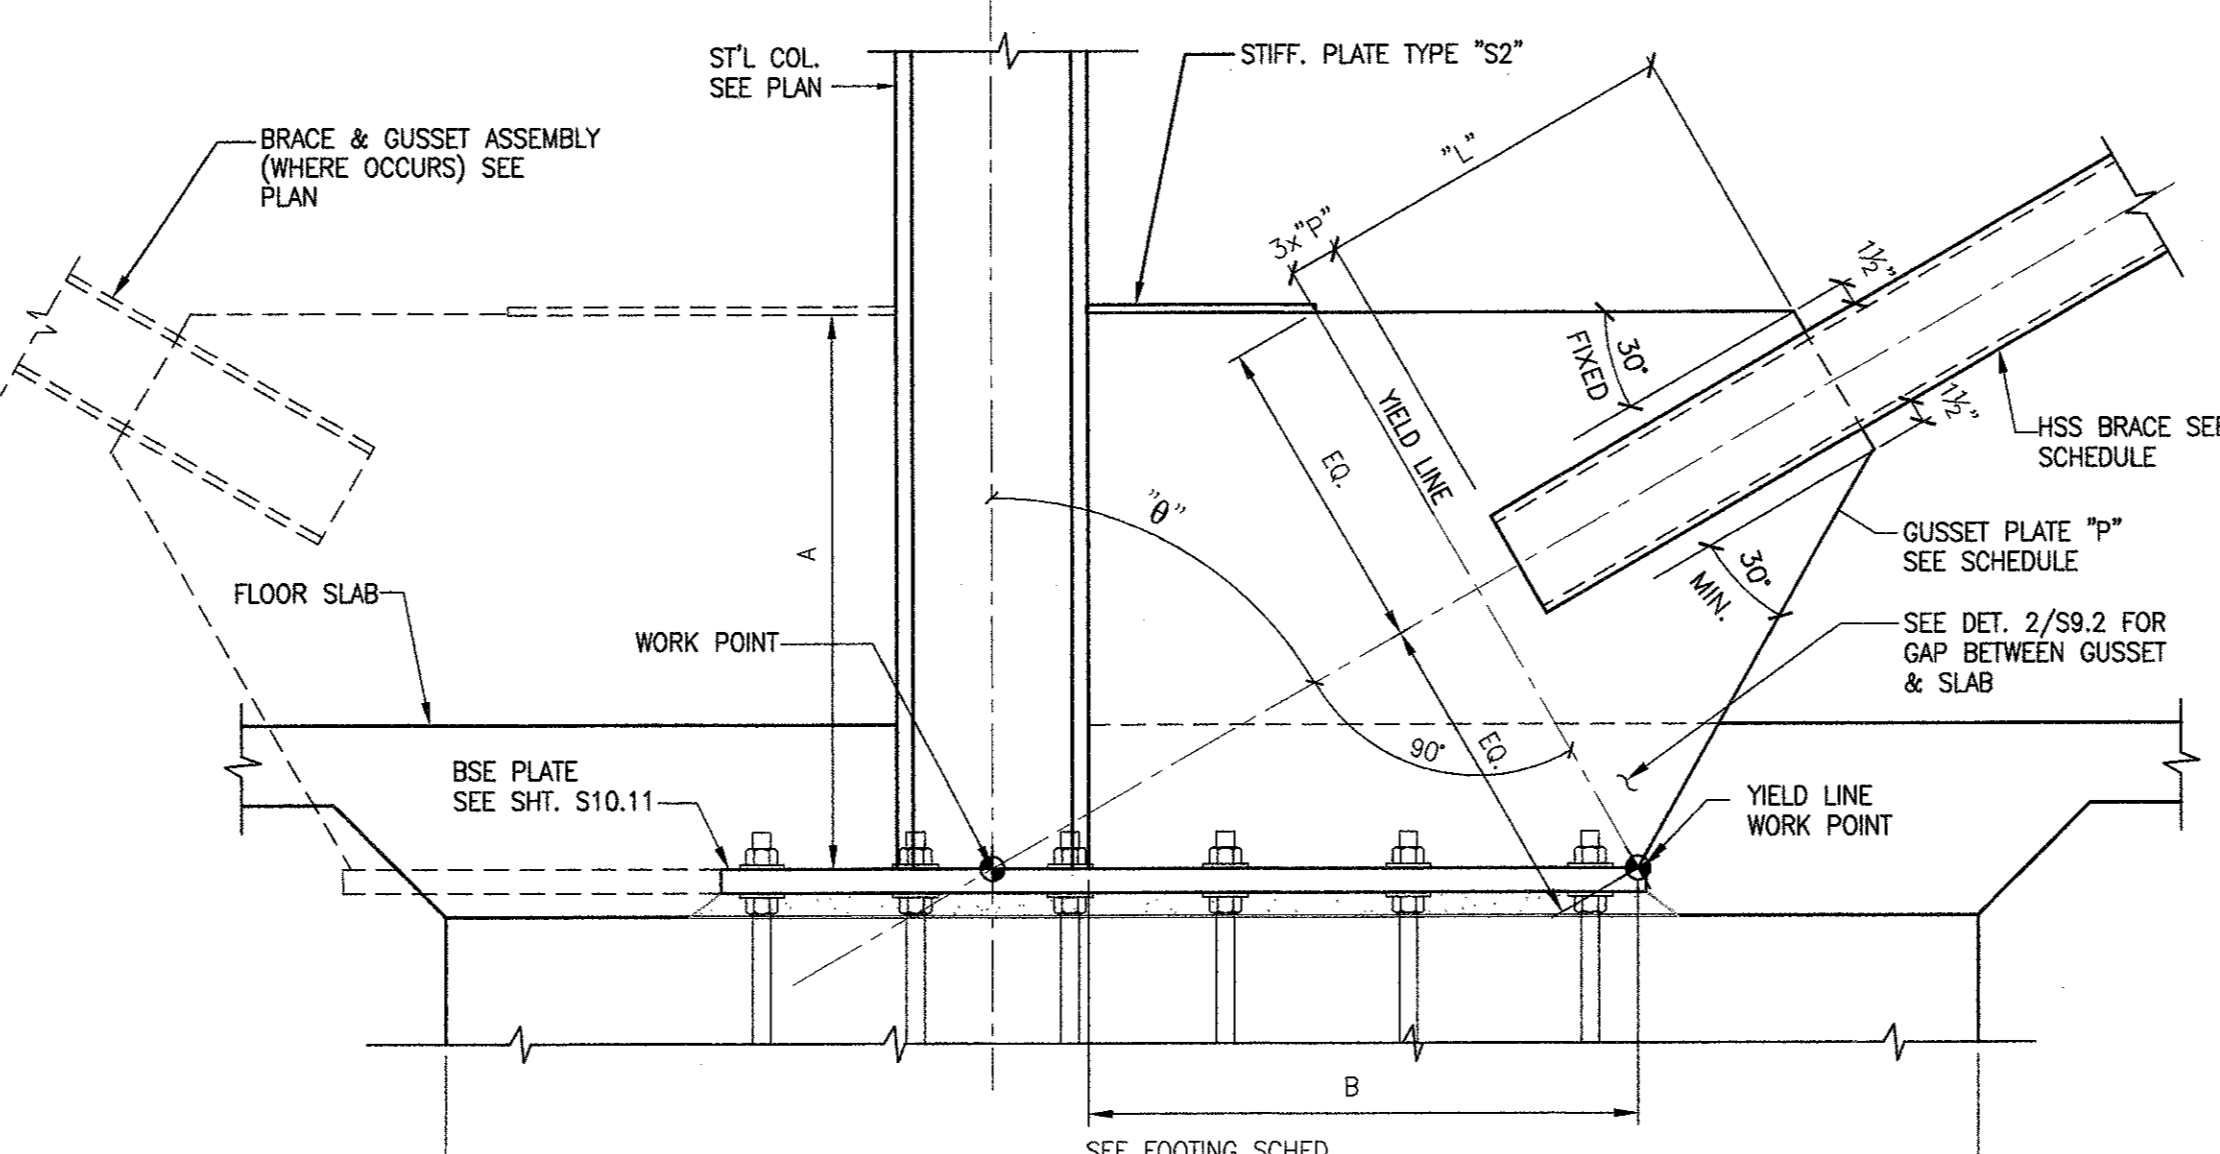 ST'L COL.
SEE PLAN
STIFF. PLATE TYPE "S2"
BRACE & GUSSET ASSEMBLY
(WHERE OCCURS) SEE
PLAN
"L"
3x"P"
1½"
30°
FIXED
YIELD LINE
EQ.
1½"
HSS BRACE SEE
SCHEDULE
"θ"
A
GUSSET PLATE "P"
SEE SCHEDULE
30°
MIN.
FLOOR SLAB
WORK POINT
SEE DET. 2/S9.2 FOR
GAP BETWEEN GUSSET
& SLAB
90°
EQ.
BSE PLATE
SEE SHT. S10.11
YIELD LINE
WORK POINT
B
SEE FOOTING SCHED